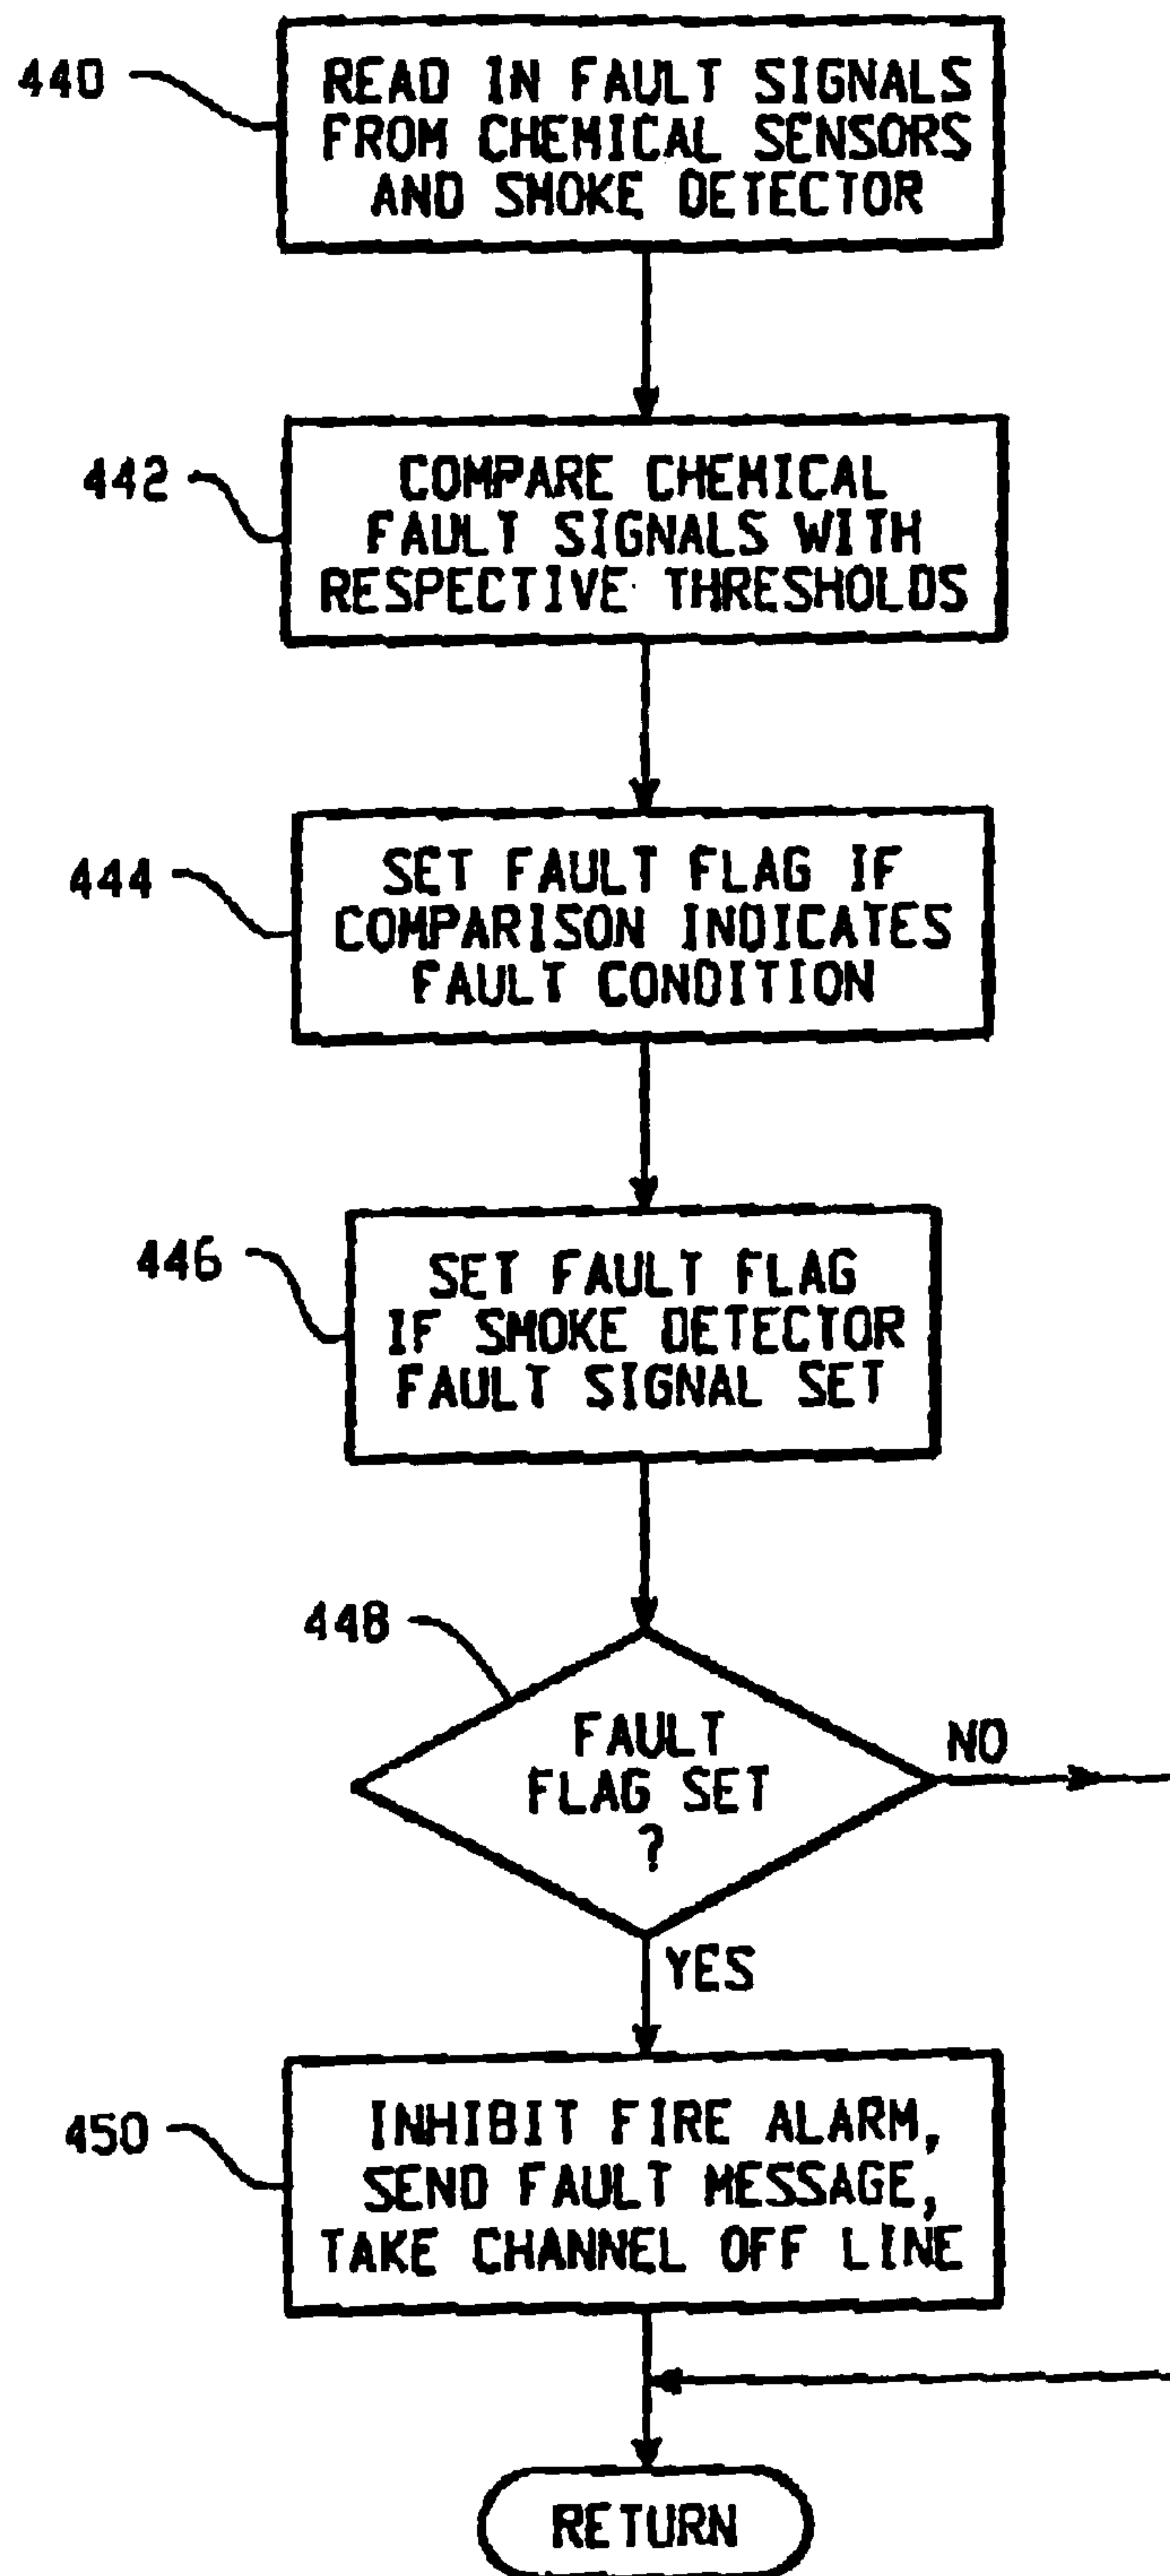 440
READ IN FAULT SIGNALS
FROM CHEMICAL SENSORS
AND SMOKE DETECTOR
442
COMPARE CHEMICAL
FAULT SIGNALS WITH
RESPECTIVE THRESHOLDS
444
SET FAULT FLAG IF
COMPARISON INDICATES
FAULT CONDITION
446
SET FAULT FLAG
IF SMOKE DETECTOR
FAULT SIGNAL SET
448
FAULT
FLAG SET
?
NO
YES
450
INHIBIT FIRE ALARM,
SEND FAULT MESSAGE,
TAKE CHANNEL OFF LINE
RETURN